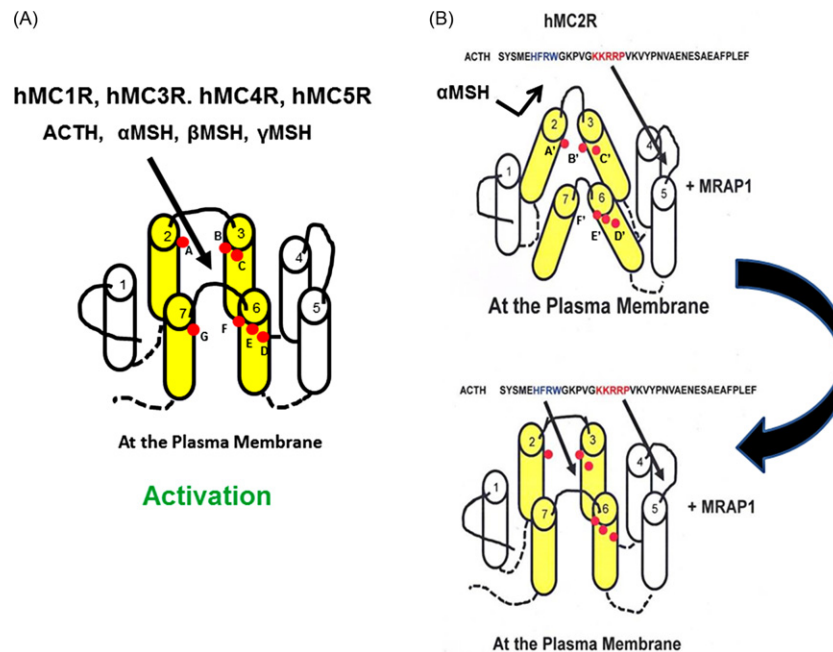 (A)
hMC1R, hMC3R. hMC4R, hMC5R
ACTH, αMSH, βMSH, γMSH
2
3
A
B
C
1
4
7
6
5
G
F
E
D
At the Plasma Membrane
Activation
(B)
hMC2R
ACTH SYSMEHFRWGKPVGKKRRPVKVYPNVAENESAEAFPLEF
αMSH
2
3
A'
B'
C'
4
1
5
+ MRAP1
7
6
F'
E'
D'
At the Plasma Membrane
ACTH SYSMEHFRWGKPVGKKRRPVKVYPNVAENESAEAFPLEF
2
3
4
1
7
6
5
+ MRAP1
At the Plasma Membrane